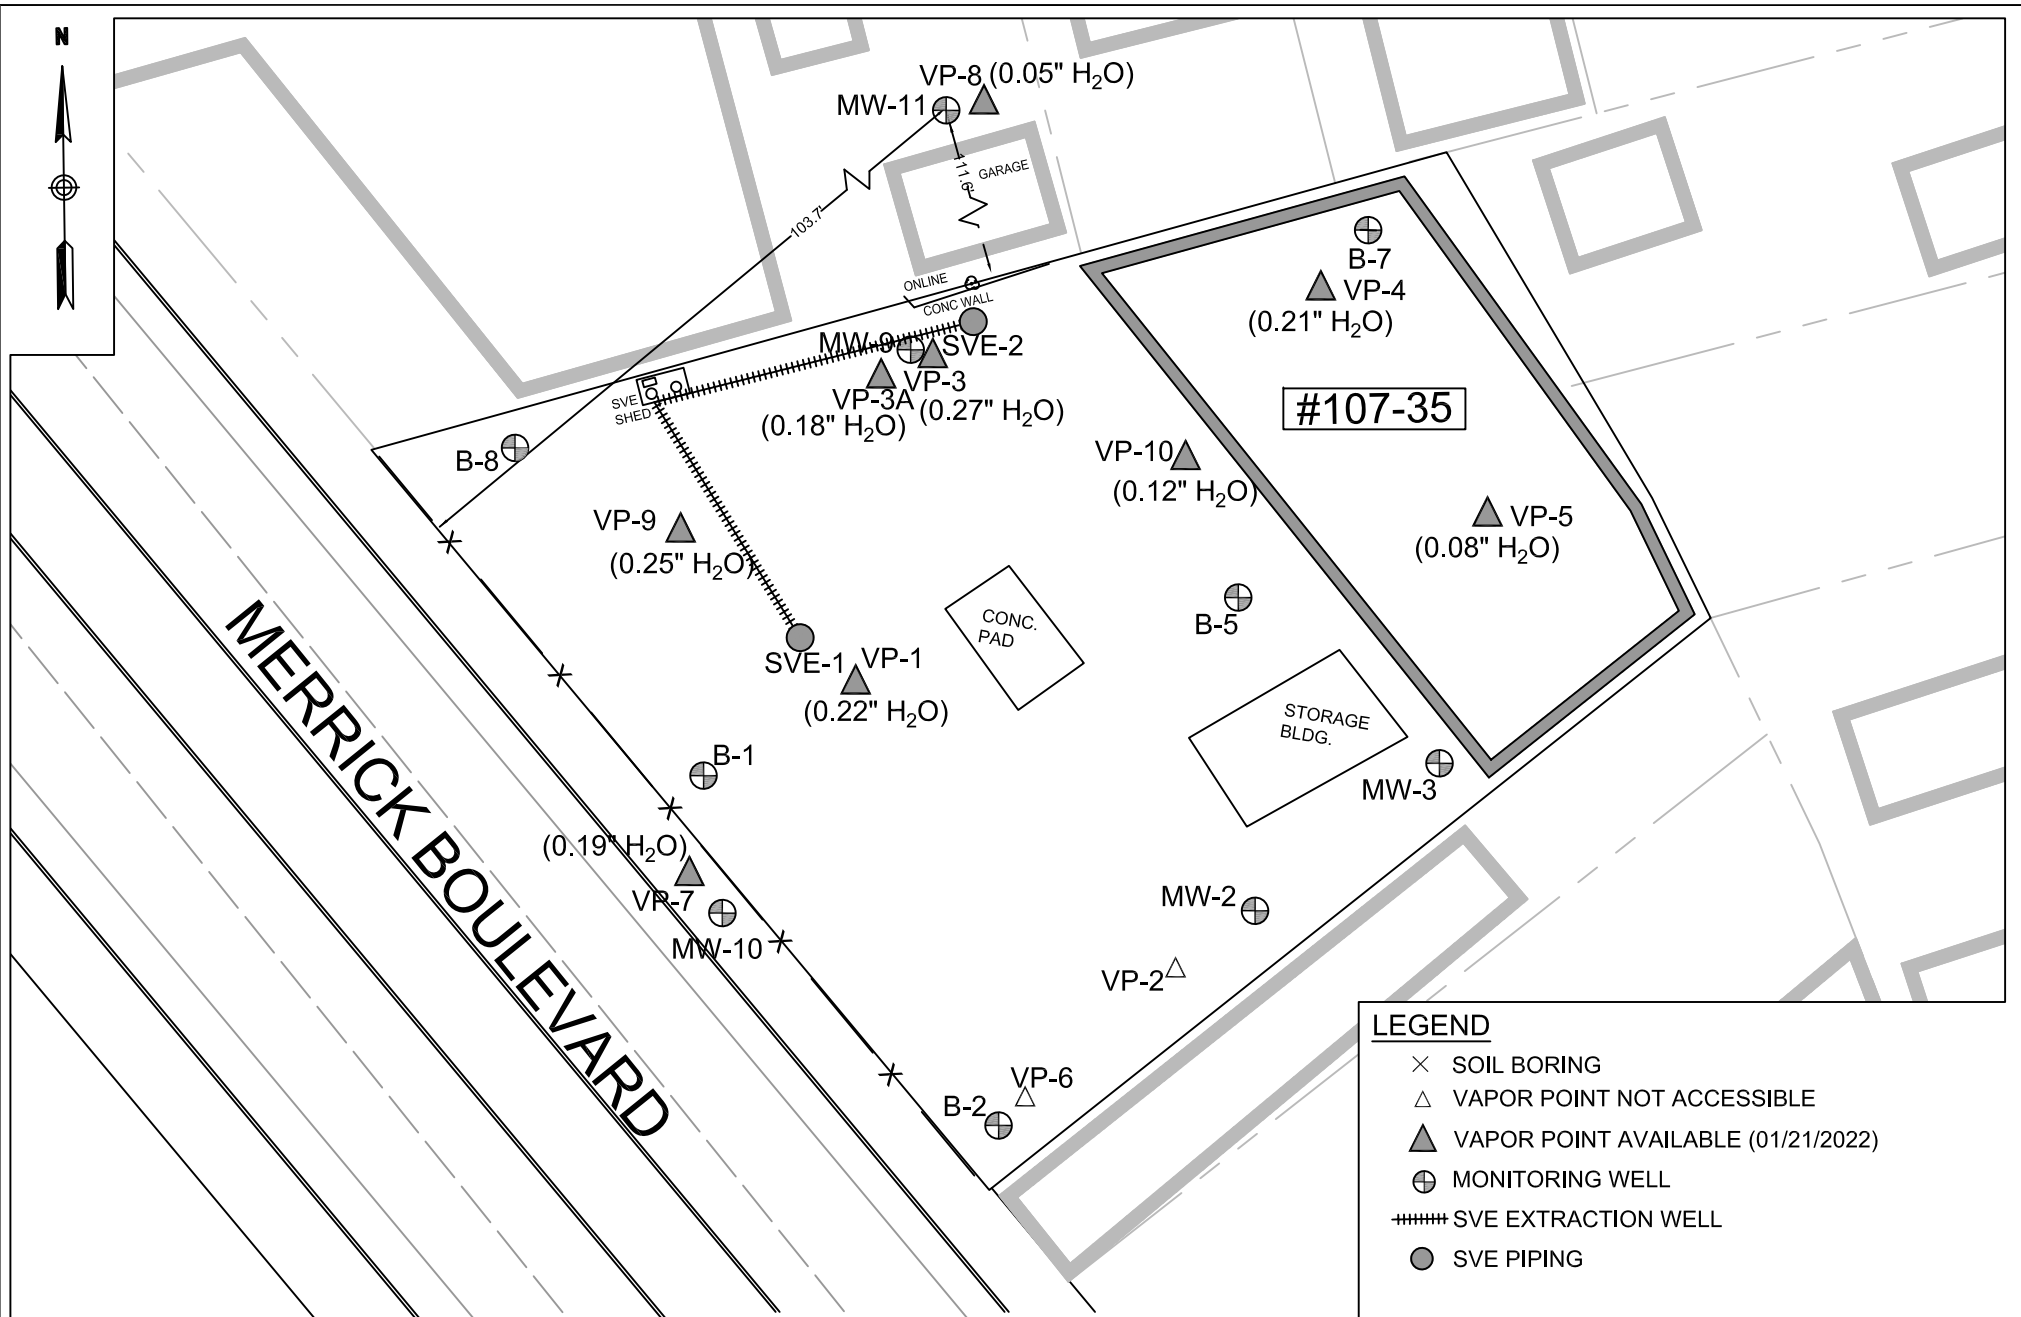 N
VP-8 (0.05" H₂O)
MW-11
111.6'
GARAGE
103.7'
B-7
VP-4
(0.21" H₂O)
ONLINE
CONC WALL
MW-9
SVE-2
VP-3
VP-3A
(0.27" H₂O)
(0.18" H₂O)
SVE
SHED
#107-35
B-8
VP-10
(0.12" H₂O)
VP-9
(0.25" H₂O)
VP-5
(0.08" H₂O)
CONC.
PAD
B-5
SVE-1
VP-1
(0.22" H₂O)
STORAGE
BLDG.
B-1
MW-3
(0.19" H₂O)
VP-7
MW-10
MERRICK BOULEVARD
MW-2
VP-2
VP-6
B-2
LEGEND
SOIL BORING
VAPOR POINT NOT ACCESSIBLE
VAPOR POINT AVAILABLE (01/21/2022)
MONITORING WELL
SVE EXTRACTION WELL
SVE PIPING